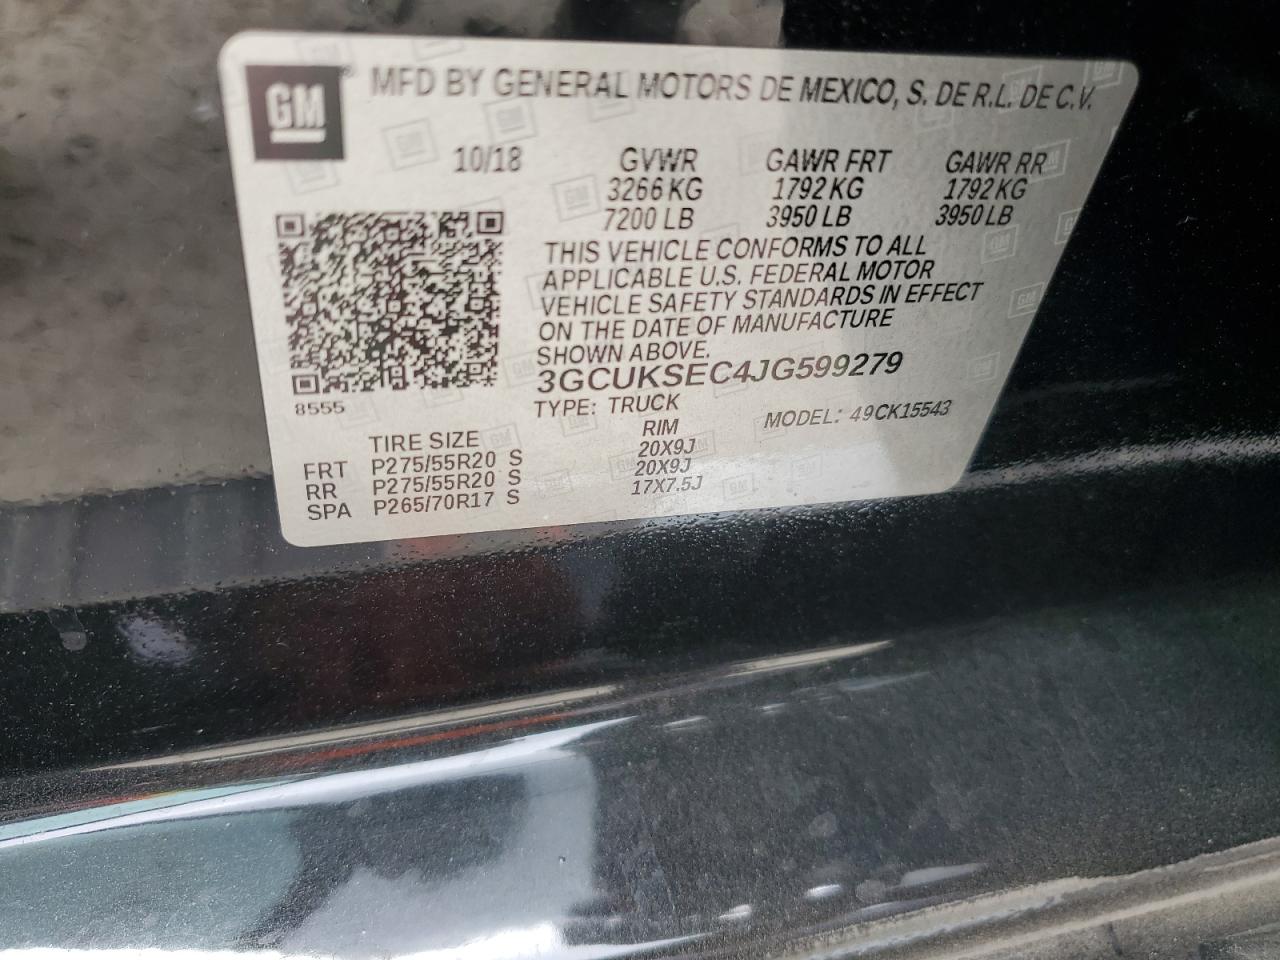 GM ® MFD BY GENERAL MOTORS DE MEXICO, S. DE R.L. DE C.V.
10/18 GVWR GAWR FRT GAWR RR
3266 KG 1792 KG 1792 KG
7200 LB 3950 LB 3950 LB
THIS VEHICLE CONFORMS TO ALL
APPLICABLE U.S. FEDERAL MOTOR
VEHICLE SAFETY STANDARDS IN EFFECT
ON THE DATE OF MANUFACTURE
SHOWN ABOVE.
3GCUKSEC4JG599279
8555 TYPE: TRUCK MODEL: 49CK15543
TIRE SIZE RIM
FRT P275/55R20 S 20X9J
RR P275/55R20 S 20X9J
SPA P265/70R17 S 17X7.5J